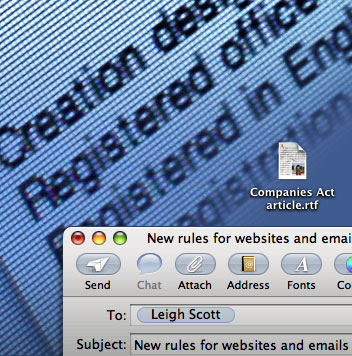 Creation desi
Registered office
Registered in Eng
Registration
Companies Act
article.rtf
New rules for websites and email
Send
Chat
Attach
Address
Fonts
Co
To:
Leigh Scott
Subject:
New rules for websites and emails